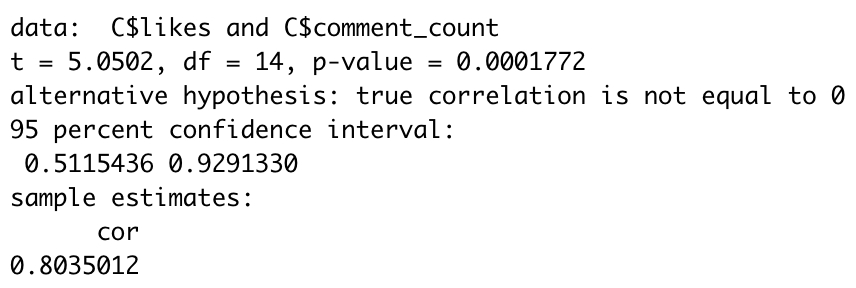 data:  C$likes and C$comment_count
t = 5.0502, df = 14, p-value = 0.0001772
alternative hypothesis: true correlation is not equal to 0
95 percent confidence interval:
 0.5115436 0.9291330
sample estimates:
      cor
0.8035012